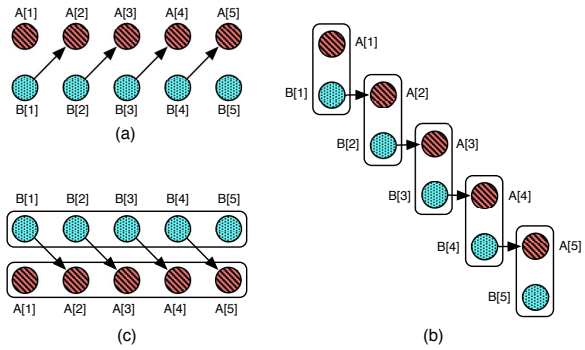 A[1] A[2] A[3] A[4] A[5]
B[1] B[2] B[3] B[4] B[5]
(a)
B[1] B[2] B[3] B[4] B[5]
A[1] A[2] A[3] A[4] A[5]
(c)
A[1]
B[1] A[2]
B[2] A[3]
B[3] A[4]
B[4] A[5]
B[5]
(b)